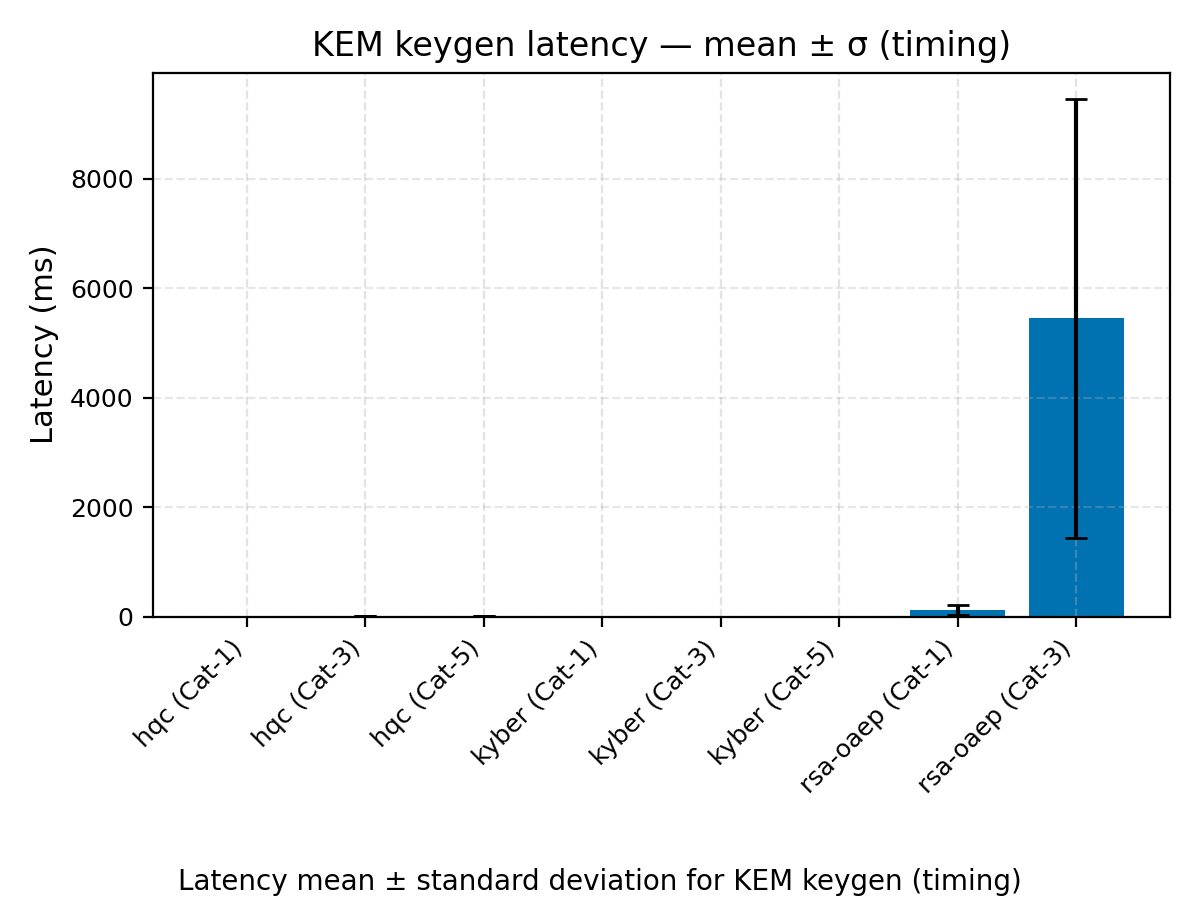 KEM keygen latency — mean ± σ (timing)
Latency (ms)
8000
6000
4000
2000
0
hqc (Cat-1)
hqc (Cat-3)
hqc (Cat-5)
kyber (Cat-1)
kyber (Cat-3)
kyber (Cat-5)
rsa-oaep (Cat-1)
rsa-oaep (Cat-3)
Latency mean ± standard deviation for KEM keygen (timing)